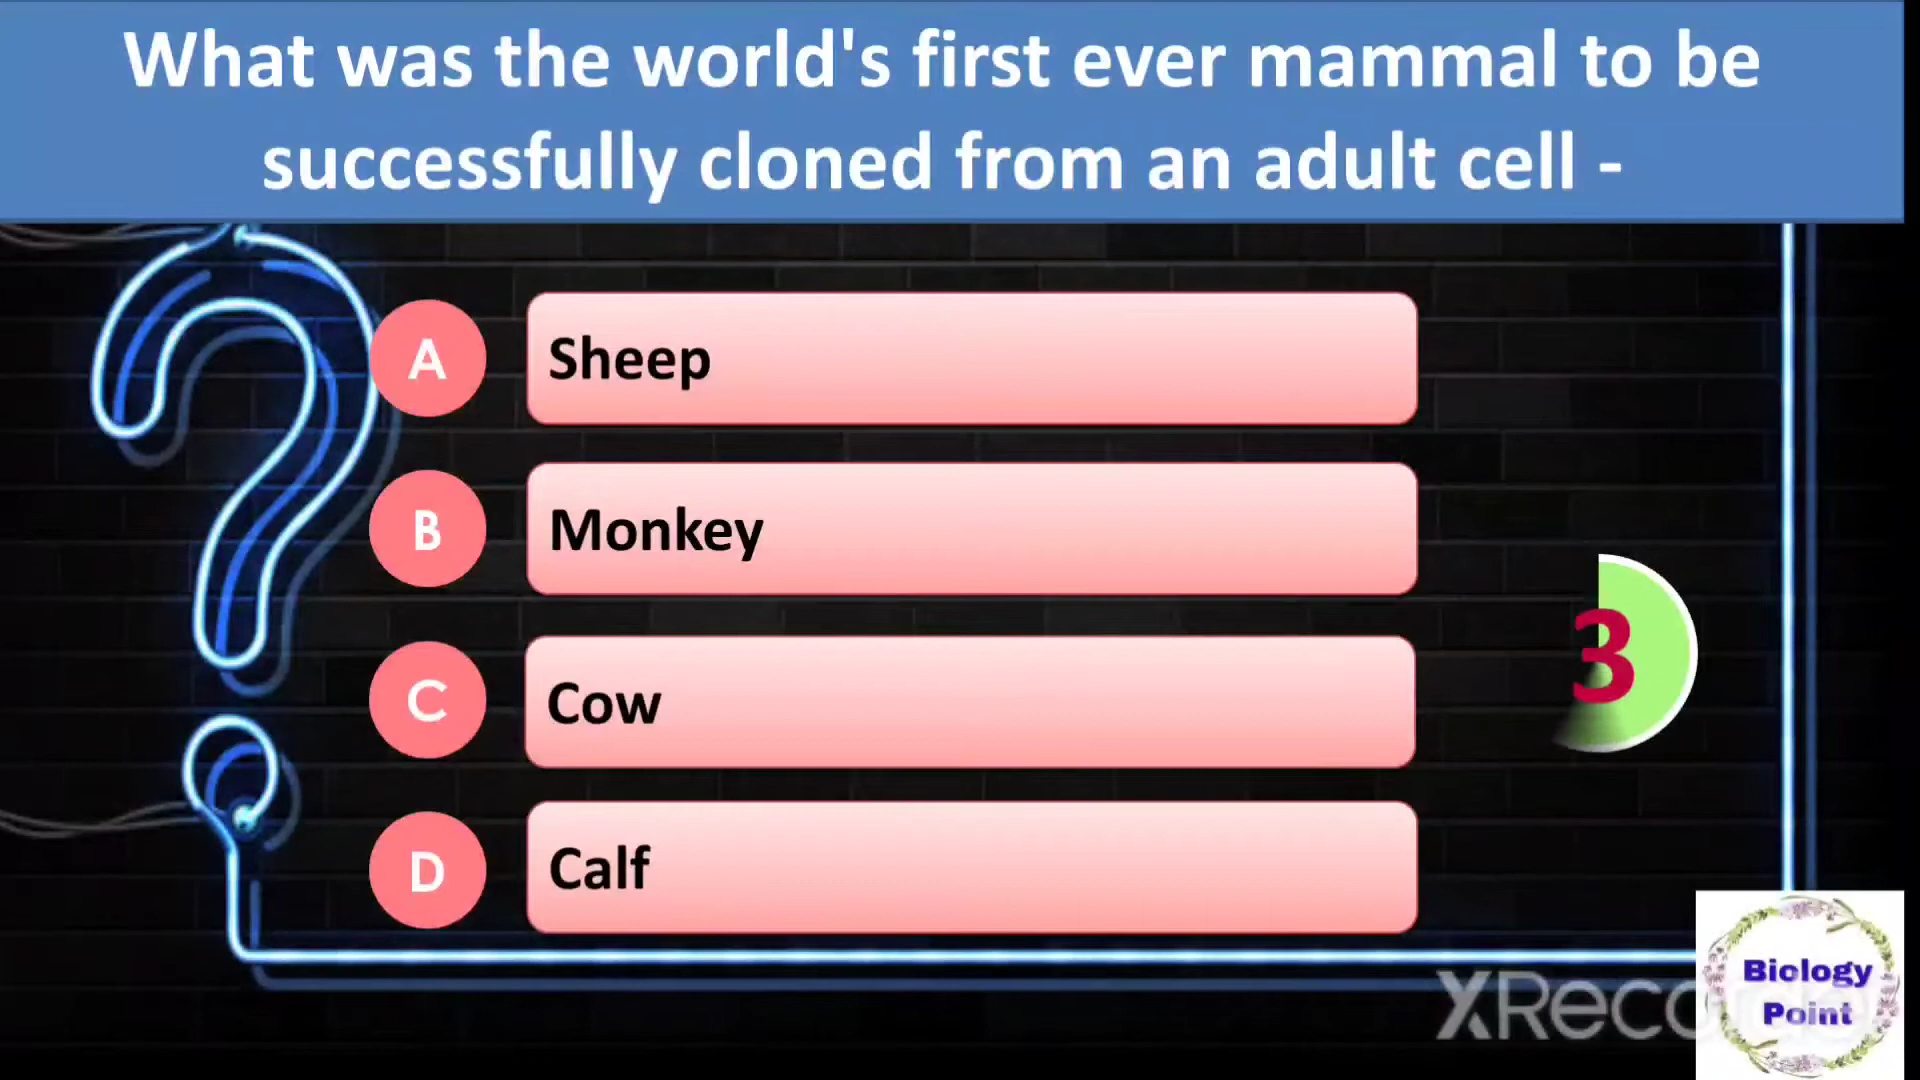 What was the world's first ever mammal to be
successfully cloned from an adult cell -
A Sheep
B Monkey
3
C Cow
D Calf
Biology
Point